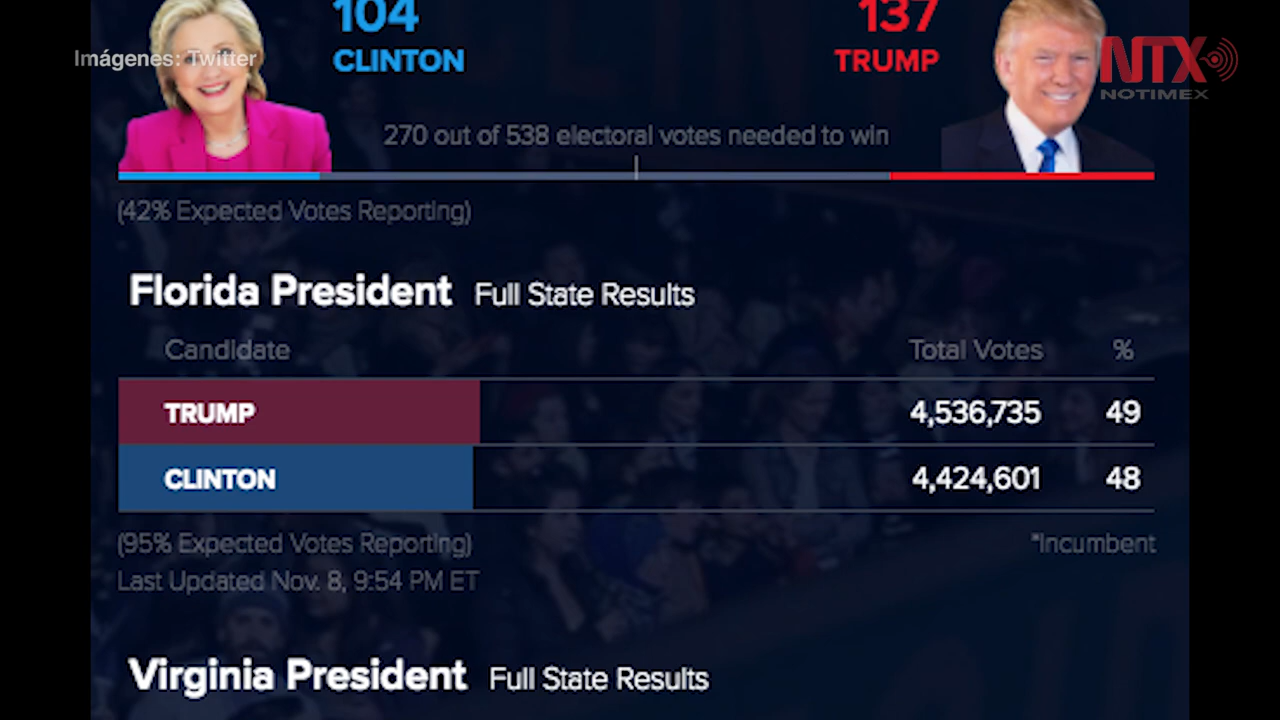 104
137
CLINTON
TRUMP
Imágenes: Twitter
NTX
NOTIMEX
270 out of 538 electoral votes needed to win
(42% Expected Votes Reporting)
Florida President Full State Results
Candidate Total Votes %
TRUMP 4,536,735 49
CLINTON 4,424,601 48
(95% Expected Votes Reporting) *Incumbent
Last Updated Nov. 8, 9:54 PM ET
Virginia President Full State Results